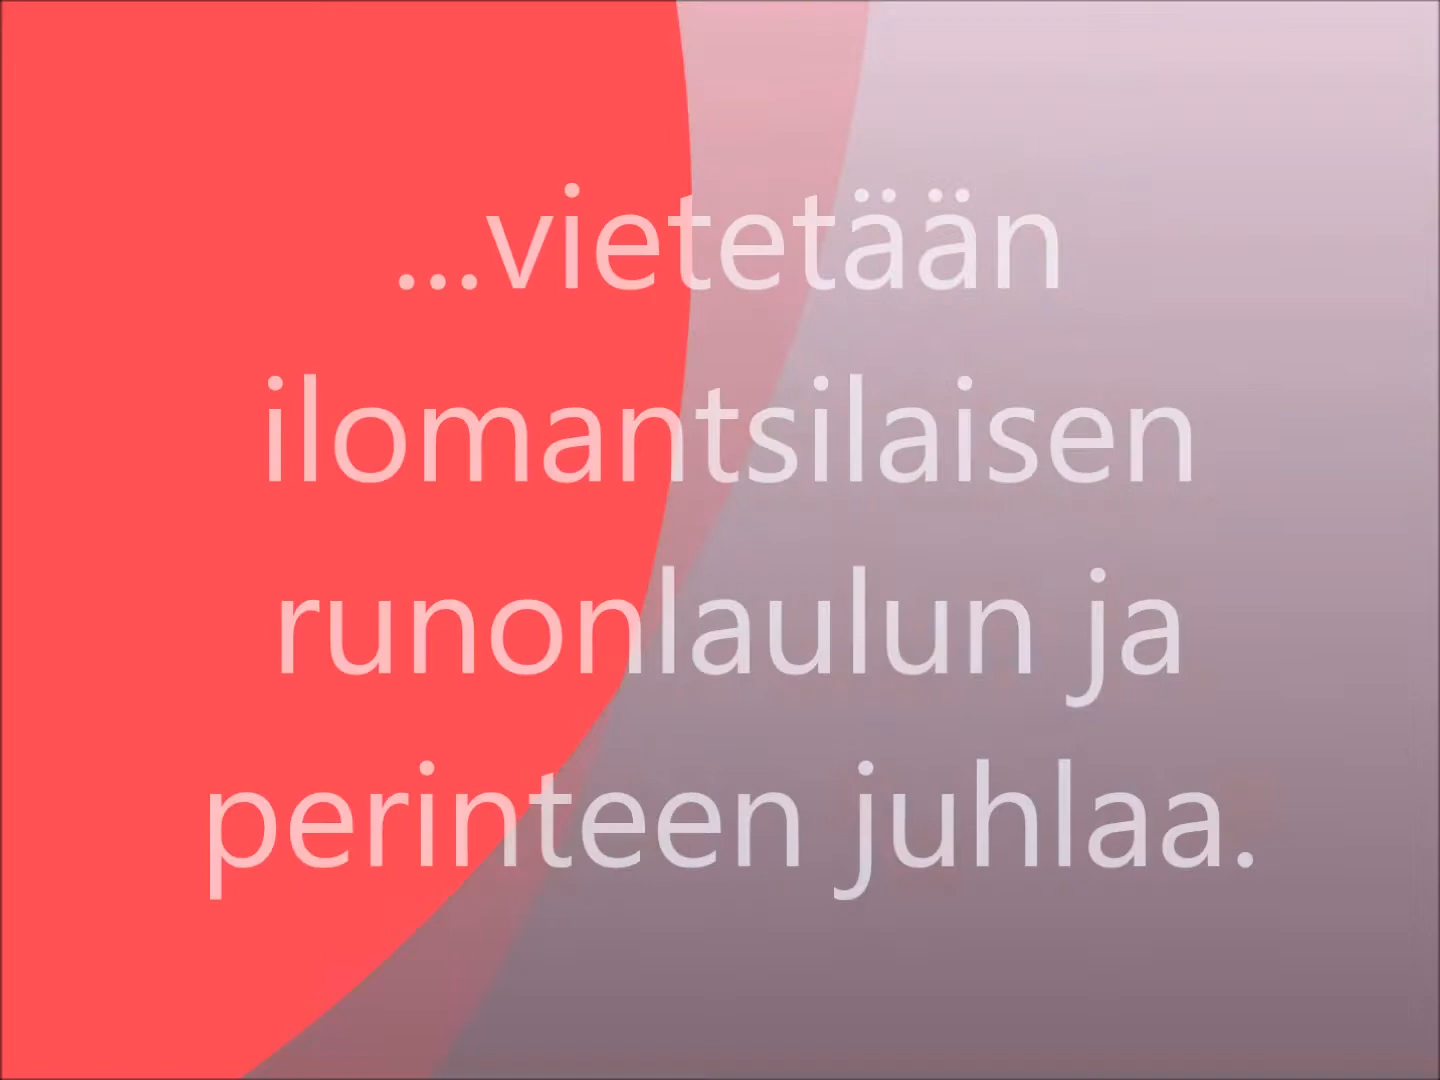 ...vietetään
ilomantsilaisen
runonlaulun ja
perinteen juhlaa.